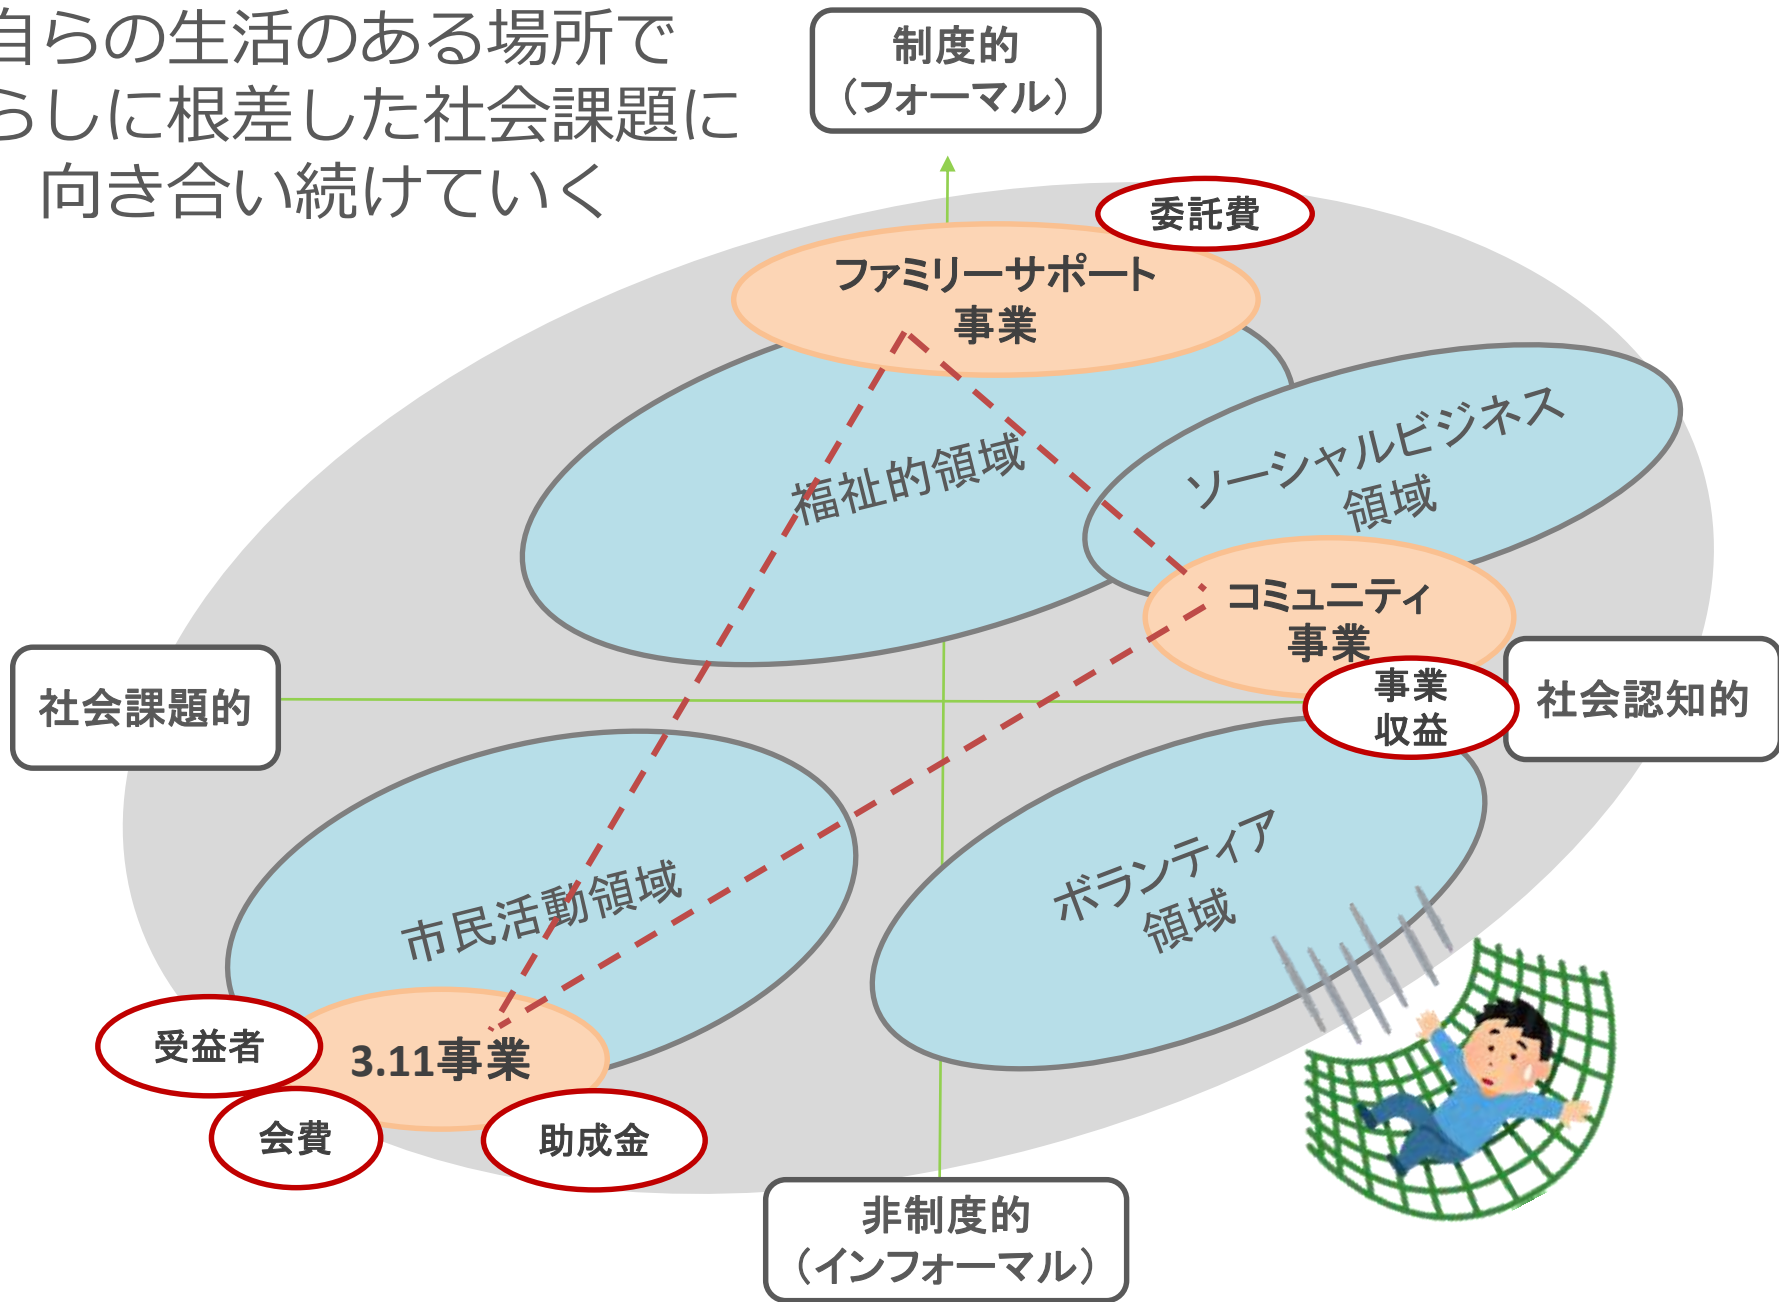 自らの生活のある場所で
らしに根差した社会課題に
向き合い続けていく
制度的
（フォーマル）
委託費
ファミリーサポート
事業
福祉的領域
ソーシャルビジネス
領域
コミュニティ
事業
事業
収益
社会課題的
社会認知的
市民活動領域
ボランティア
領域
受益者
3.11事業
会費
助成金
非制度的
（インフォーマル）